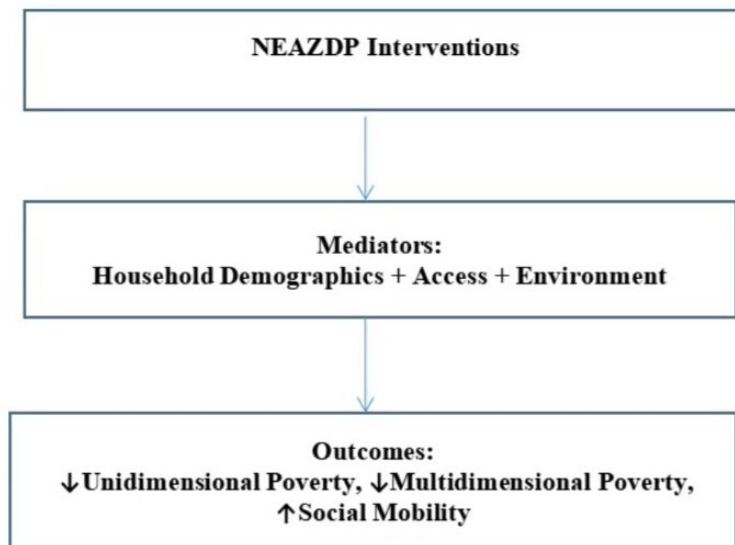 NEAZDP Interventions
Mediators:
Household Demographics + Access + Environment
Outcomes:
↓Unidimensional Poverty, ↓Multidimensional Poverty,
↑Social Mobility